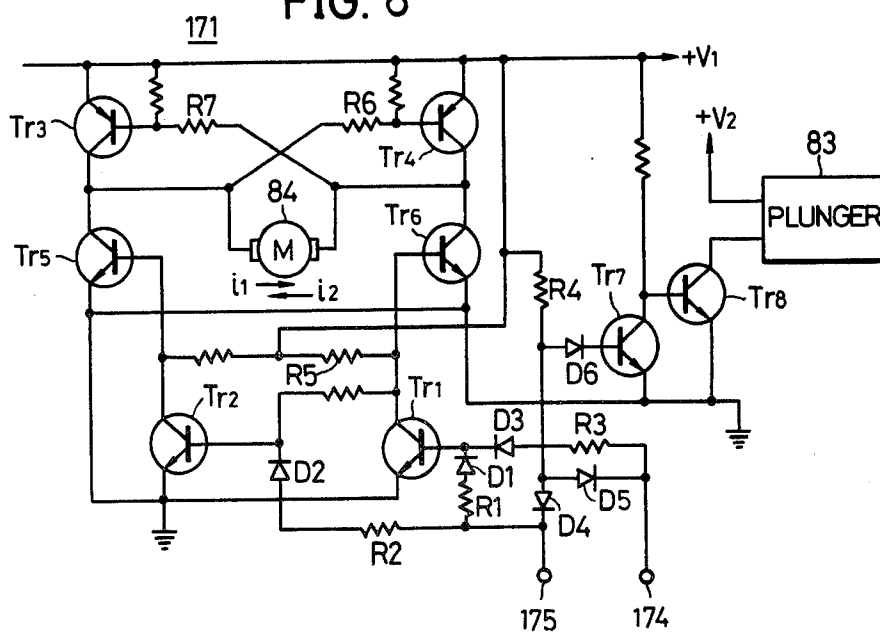 FIG. 6
171
+V1
+V2
83
PLUNGER
Tr3
R7
R6
Tr4
84
M
i1
i2
Tr5
Tr6
R4
Tr7
Tr8
D6
R5
Tr2
Tr1
D3
R3
D2
D1
R1
D4
D5
R2
175
174